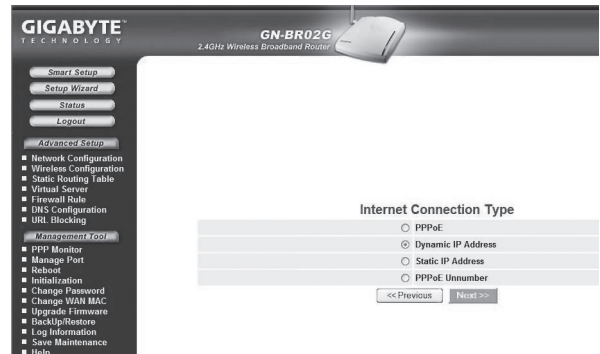 GIGABYTE™
TECHNOLOGY
GN-BR02G
2.4GHz Wireless Broadband Router
Smart Setup
Setup Wizard
Status
Logout
Advanced Setup
Network Configuration
Wireless Configuration
Static Routing Table
Virtual Server
Firewall Rule
DNS Configuration
URL Blocking
Management Tool
PPP Monitor
Manage Port
Reboot
Initialization
Change Password
Change WAN MAC
Upgrade Firmware
BackUp/Restore
Log Information
Save Maintenance
Help
Internet Connection Type
PPPoE
Dynamic IP Address
Static IP Address
PPPoE Unnumber
<< Previous
Next >>